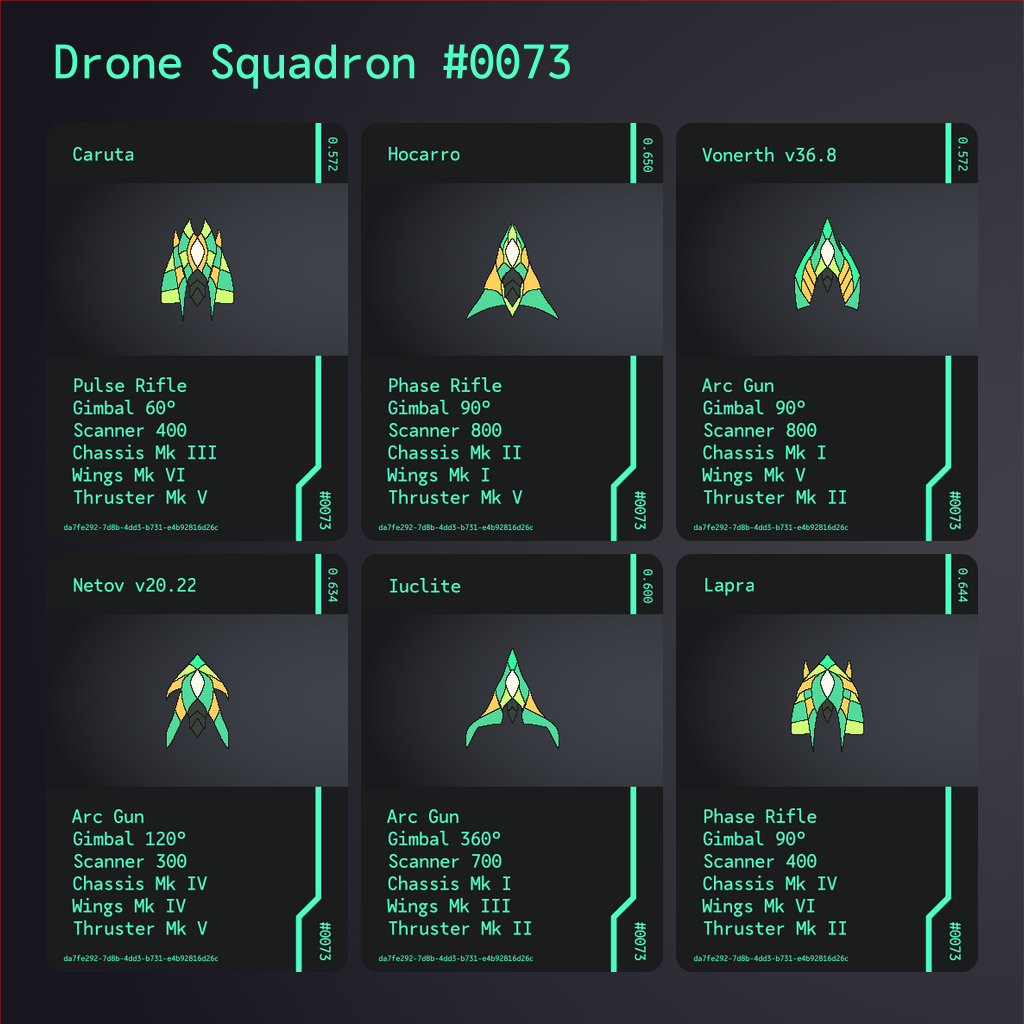 Drone Squadron #0073
Caruta
0.572
Pulse Rifle
Gimbal 60°
Scanner 400
Chassis Mk III
Wings Mk VI
Thruster Mk V
#0073
da7fe292-7d8b-4dd3-b731-e4b92816d26c
Hocarro
0.650
Phase Rifle
Gimbal 90°
Scanner 800
Chassis Mk II
Wings Mk I
Thruster Mk V
#0073
da7fe292-7d8b-4dd3-b731-e4b92816d26c
Vonerth v36.8
0.572
Arc Gun
Gimbal 90°
Scanner 800
Chassis Mk I
Wings Mk V
Thruster Mk II
#0073
da7fe292-7d8b-4dd3-b731-e4b92816d26c
Netov v20.22
0.634
Arc Gun
Gimbal 120°
Scanner 300
Chassis Mk IV
Wings Mk IV
Thruster Mk V
#0073
da7fe292-7d8b-4dd3-b731-e4b92816d26c
Iuclite
0.600
Arc Gun
Gimbal 360°
Scanner 700
Chassis Mk I
Wings Mk III
Thruster Mk II
#0073
da7fe292-7d8b-4dd3-b731-e4b92816d26c
Lapra
0.644
Phase Rifle
Gimbal 90°
Scanner 400
Chassis Mk IV
Wings Mk VI
Thruster Mk II
#0073
da7fe292-7d8b-4dd3-b731-e4b92816d26c